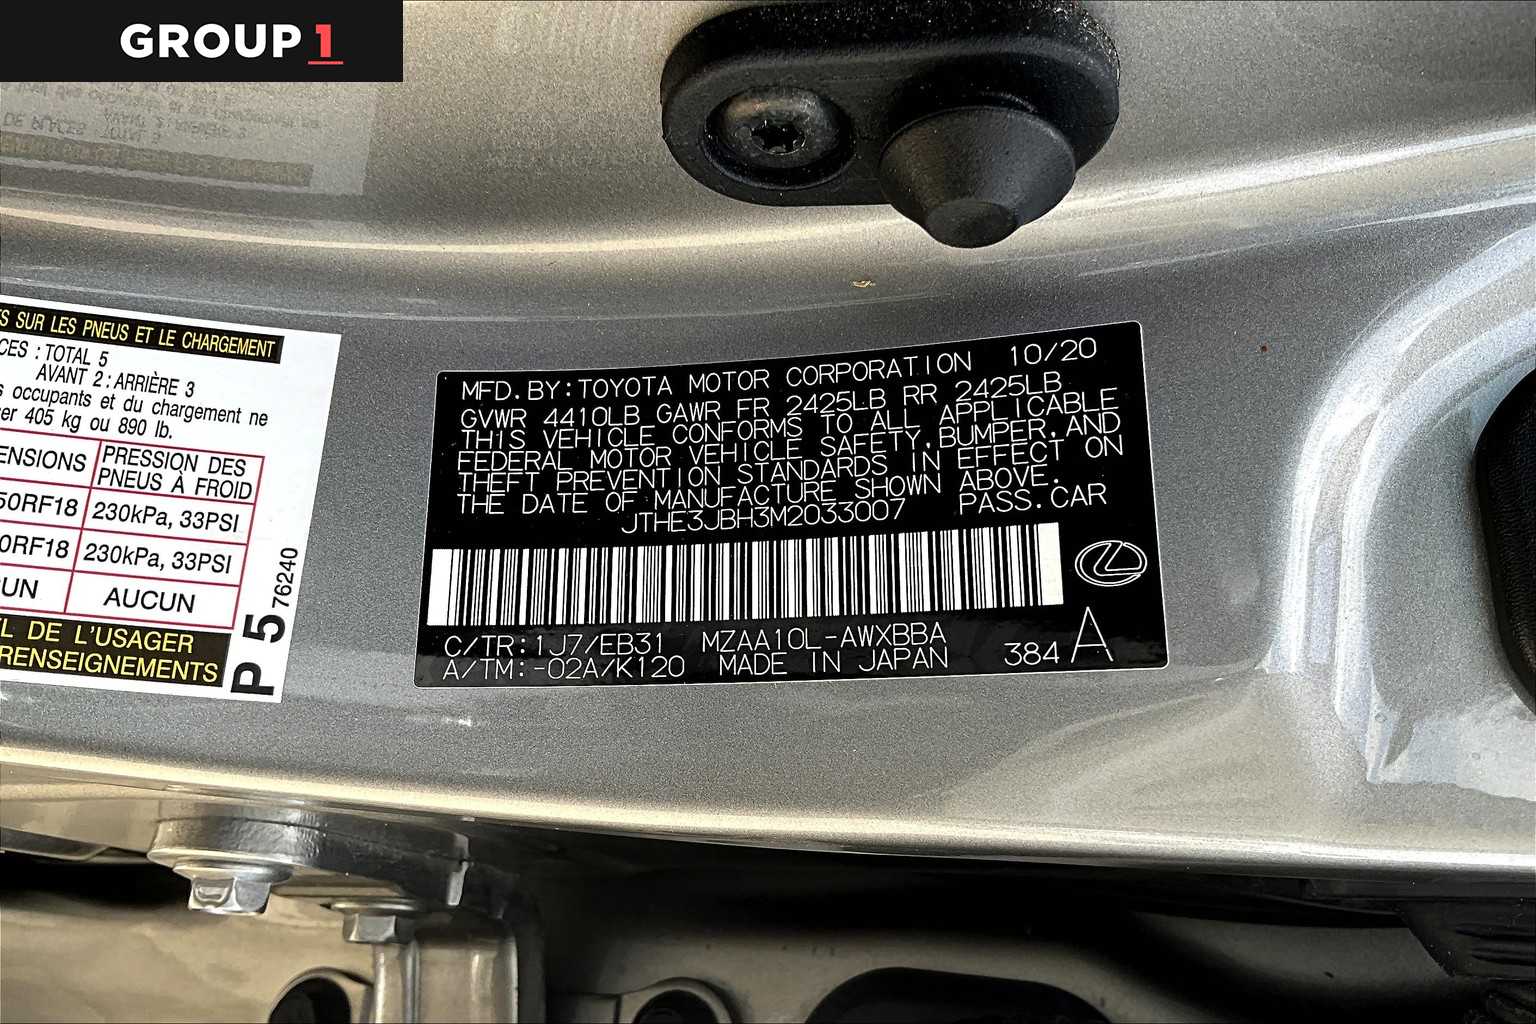 GROUP 1
S SUR LES PNEUS ET LE CHARGEMENT
CES : TOTAL 5
AVANT 2 : ARRIÈRE 3
s occupants et du chargement ne
ser 405 kg ou 890 lb.
ENSIONS PRESSION DES
PNEUS À FROID
50RF18 230kPa, 33PSI
0RF18 230kPa, 33PSI
UN AUCUN
EL DE L'USAGER
RENSEIGNEMENTS
P 5 76240
MFD. BY: TOYOTA MOTOR CORPORATION 10/20
GVWR 4410LB GAWR FR 2425LB RR 2425LB
THIS VEHICLE CONFORMS TO ALL APPLICABLE
FEDERAL MOTOR VEHICLE SAFETY, BUMPER, AND
THEFT PREVENTION STANDARDS IN EFFECT ON
THE DATE OF MANUFACTURE SHOWN ABOVE.
JTHE3JBH3M2033007 PASS. CAR
C/TR: 1J7/EB31 MZAA10L-AWXBBA
A/TM: -02A/K120 MADE IN JAPAN 384 A